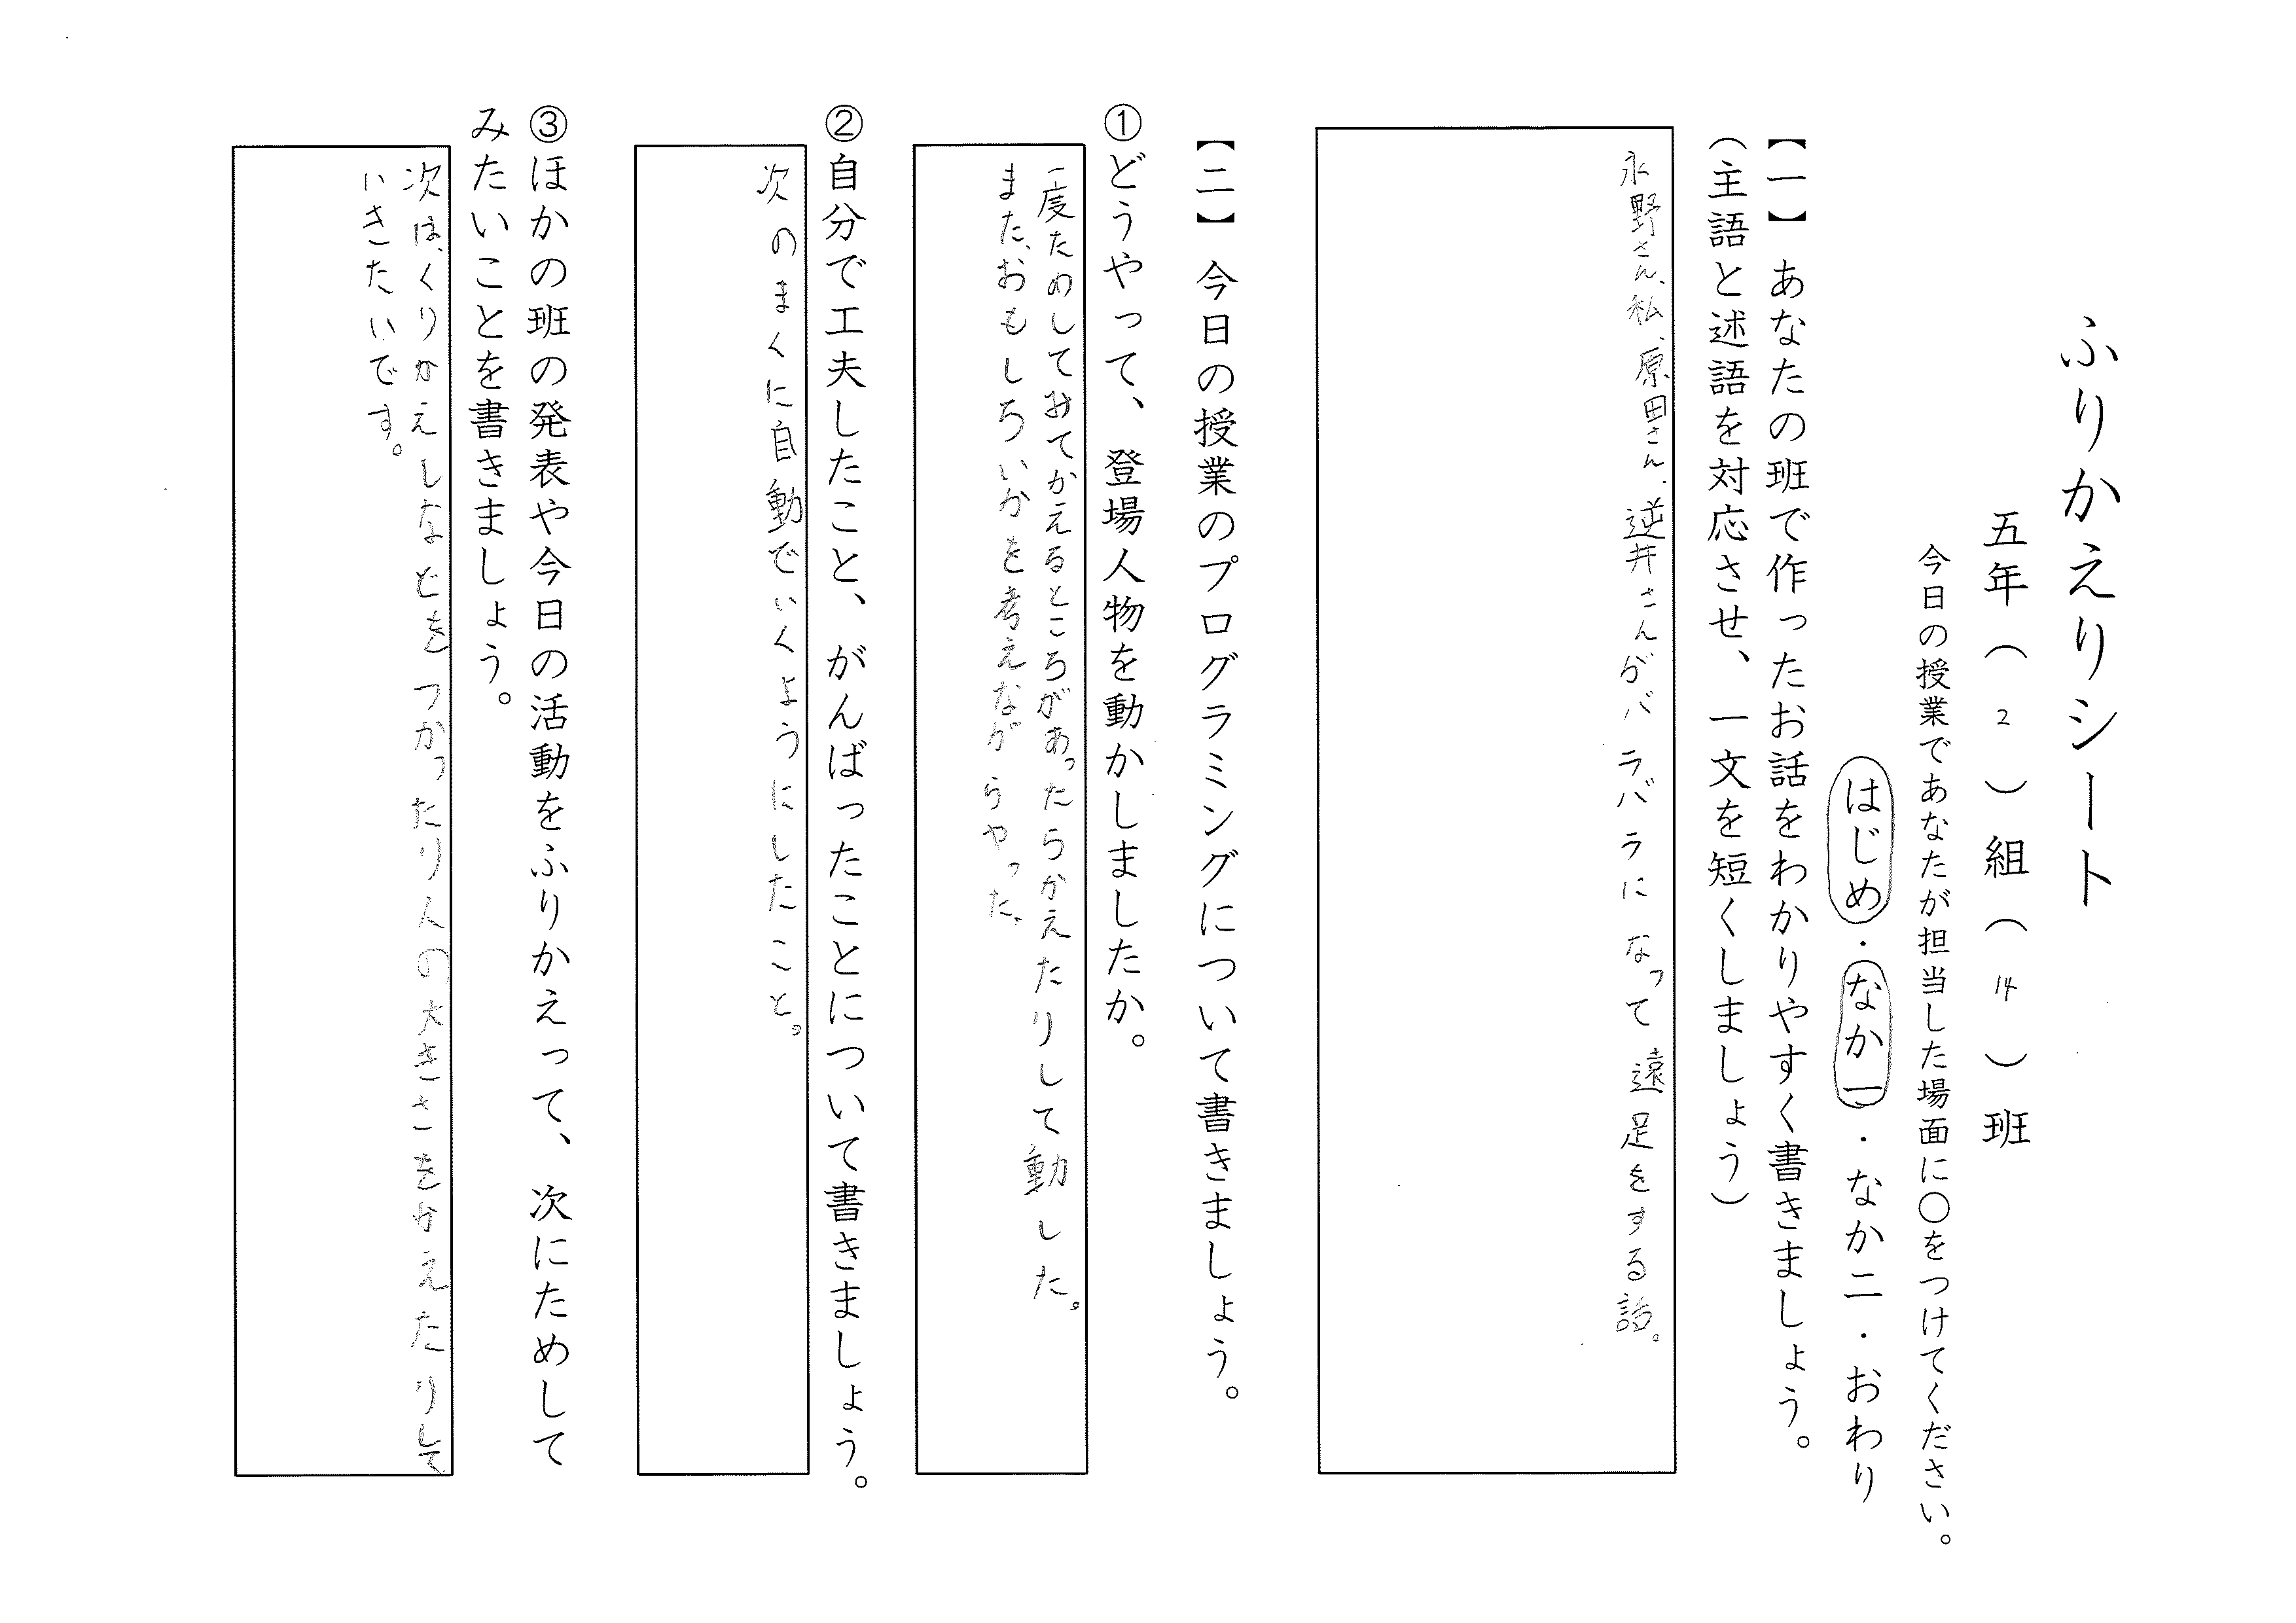 ふりかえりシート
五年（2）組（14）班
今日の授業であなたが担当した場面に〇をつけてください。
はじめ・なか一・なか二・おわり
【一】あなたの班で作ったお話をわかりやすく書きましょう。
（主語と述語を対応させ、一文を短くしましょう）
永野さん、私、原田さん、逆井さんがバラバラになって遠足をする話。
【二】今日の授業のプログラミングについて書きましょう。
①どうやって、登場人物を動かしましたか。
一度ためしてみてかえるところがあったらかえたりして動した。
また、おもしろいかを考えながらやった。
②自分で工夫したこと、がんばったことについて書きましょう。
次のまくに自動でいくようにしたこと。
③ほかの班の発表や今日の活動をふりかえって、次にためして
みたいことを書きましょう。
次は、くりかえしなどをつかったり人の大きさをかえたりして
いきたいです。